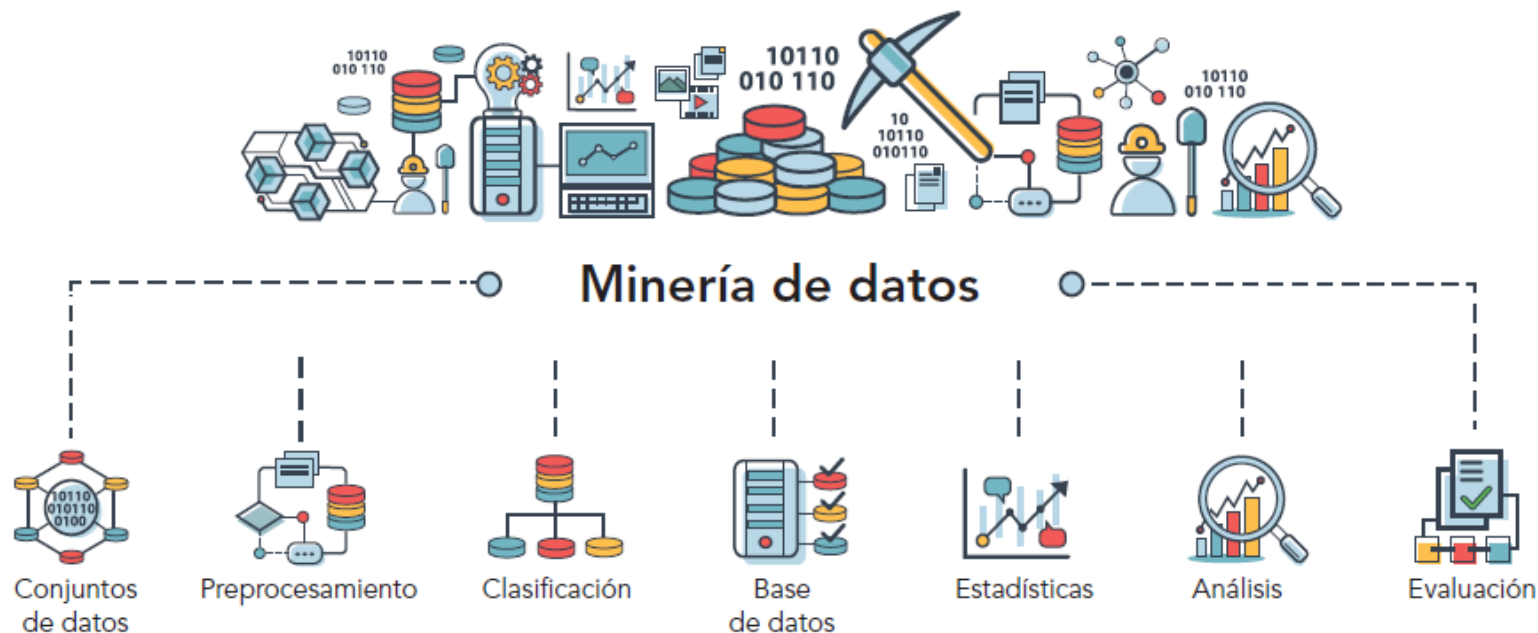 10110
010 110
10110
010 110
10
10110
010110
10110
010 110
Minería de datos
10110
010110
0100
Conjuntos
de datos
Preprocesamiento
Clasificación
Base
de datos
Estadísticas
Análisis
Evaluación